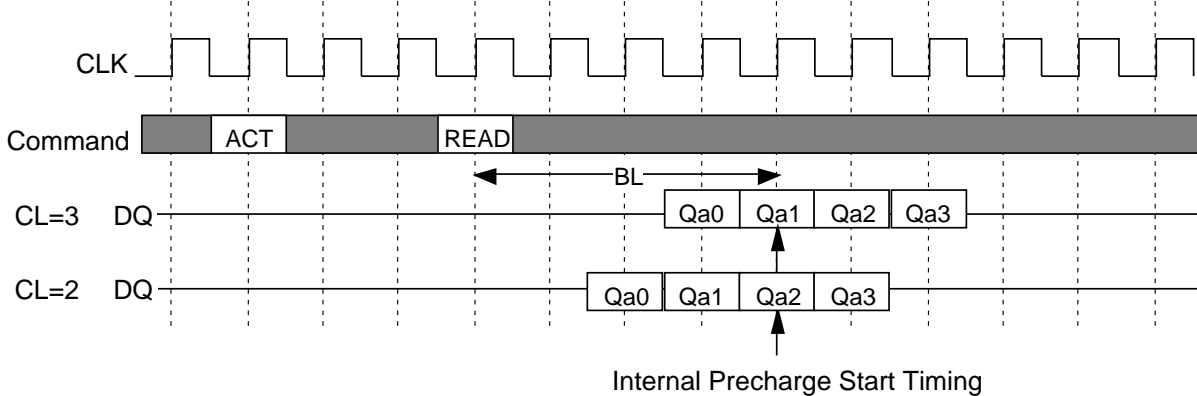 CLK
Command ACT READ
BL
CL=3 DQ Qa0 Qa1 Qa2 Qa3
CL=2 DQ Qa0 Qa1 Qa2 Qa3
Internal Precharge Start Timing